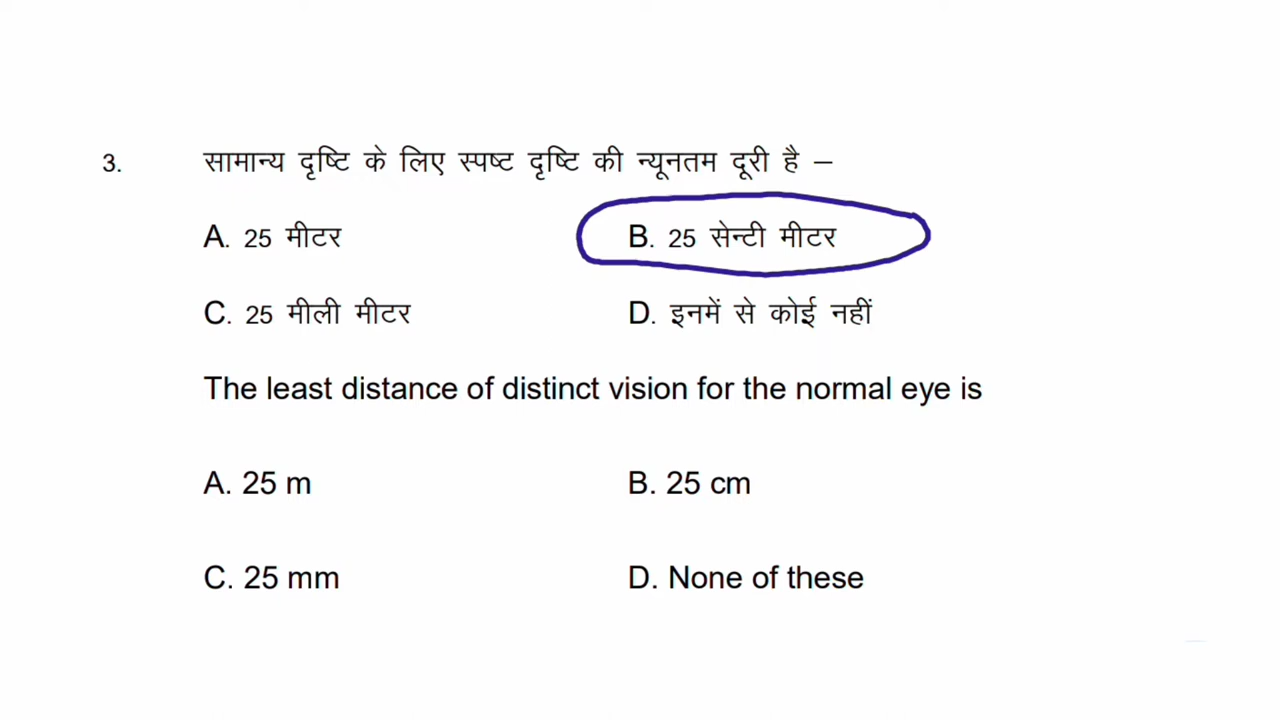 3. सामान्य दृष्टि के लिए स्पष्ट दृष्टि की न्यूनतम दूरी है –
A. 25 मीटर B. 25 सेन्टी मीटर
C. 25 मीली मीटर D. इनमें से कोई नहीं
The least distance of distinct vision for the normal eye is
A. 25 m B. 25 cm
C. 25 mm D. None of these